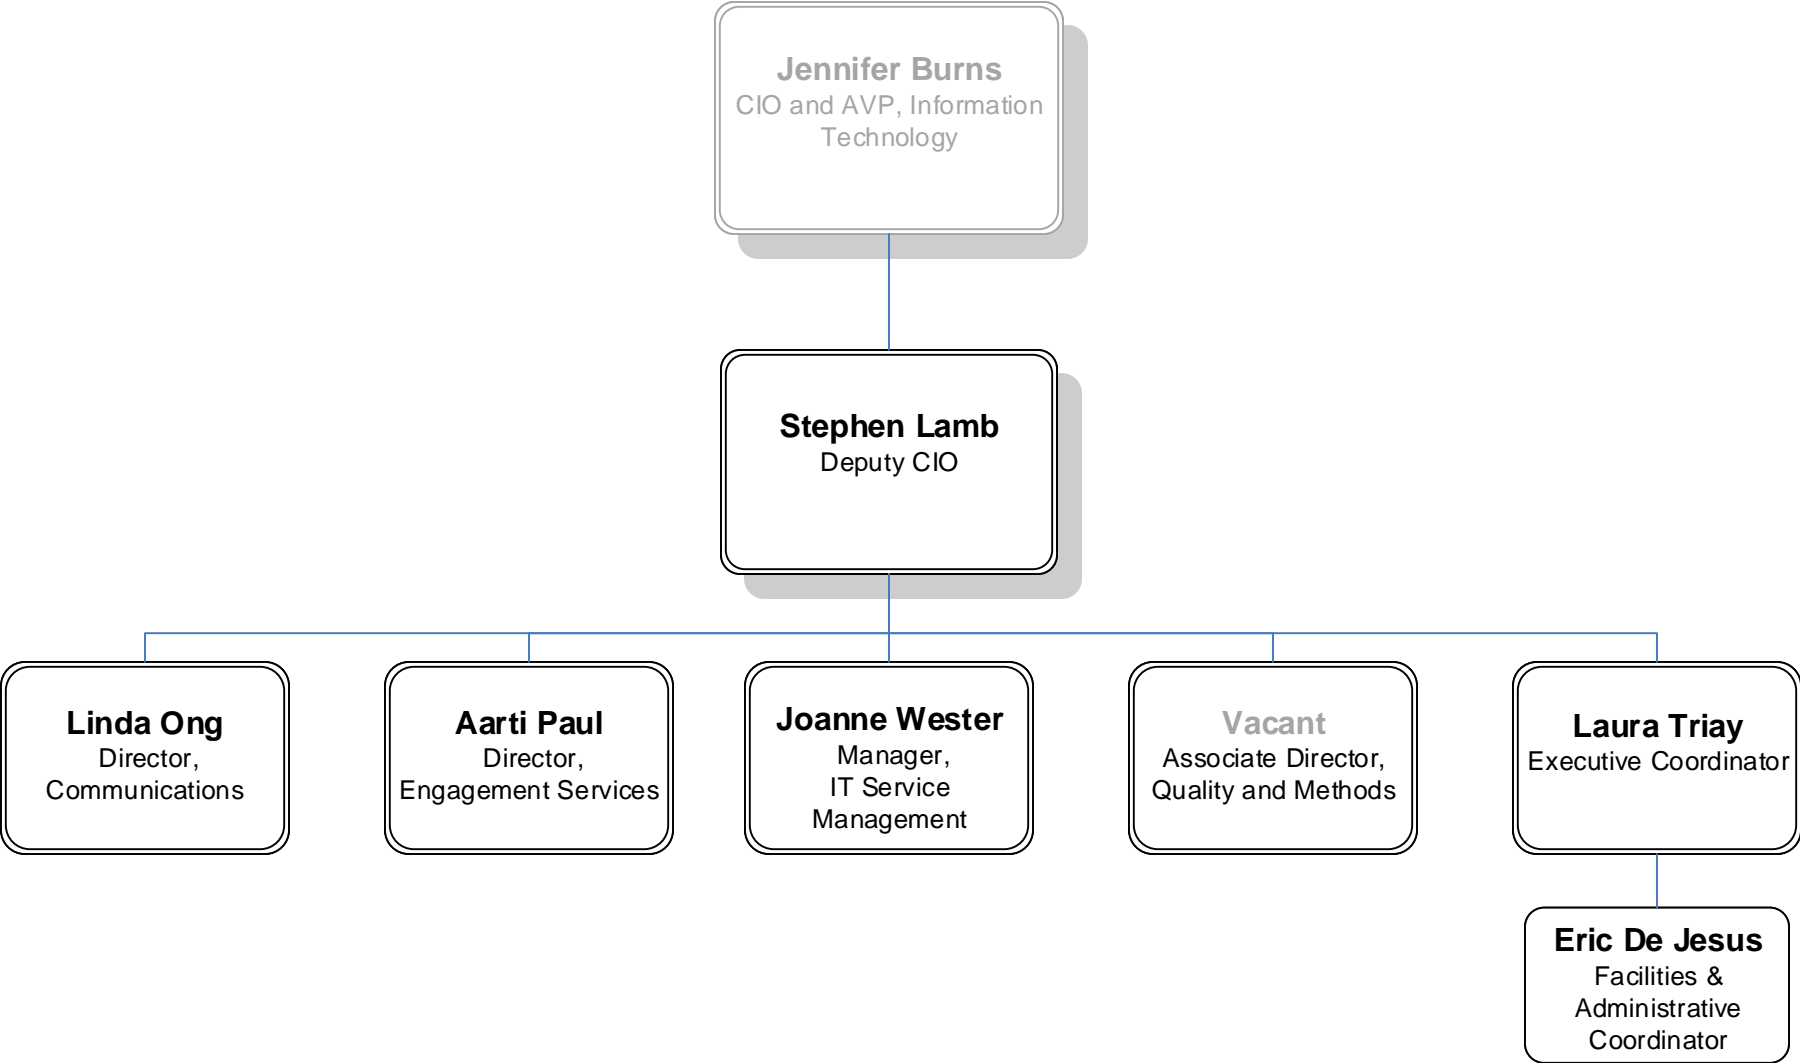 Jennifer Burns
CIO and AVP, Information
Technology
Stephen Lamb
Deputy CIO
Linda Ong
Director,
Communications
Aarti Paul
Director,
Engagement Services
Joanne Wester
Manager,
IT Service
Management
Vacant
Associate Director,
Quality and Methods
Laura Triay
Executive Coordinator
Eric De Jesus
Facilities &
Administrative
Coordinator